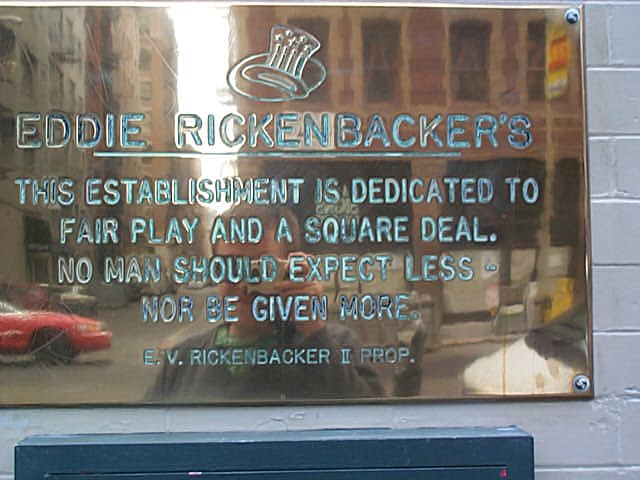 EDDIE RICKENBACKER'S
THIS ESTABLISHMENT IS DEDICATED TO
FAIR PLAY AND A SQUARE DEAL.
NO MAN SHOULD EXPECT LESS -
NOR BE GIVEN MORE.
E.V. RICKENBACKER II PROP.